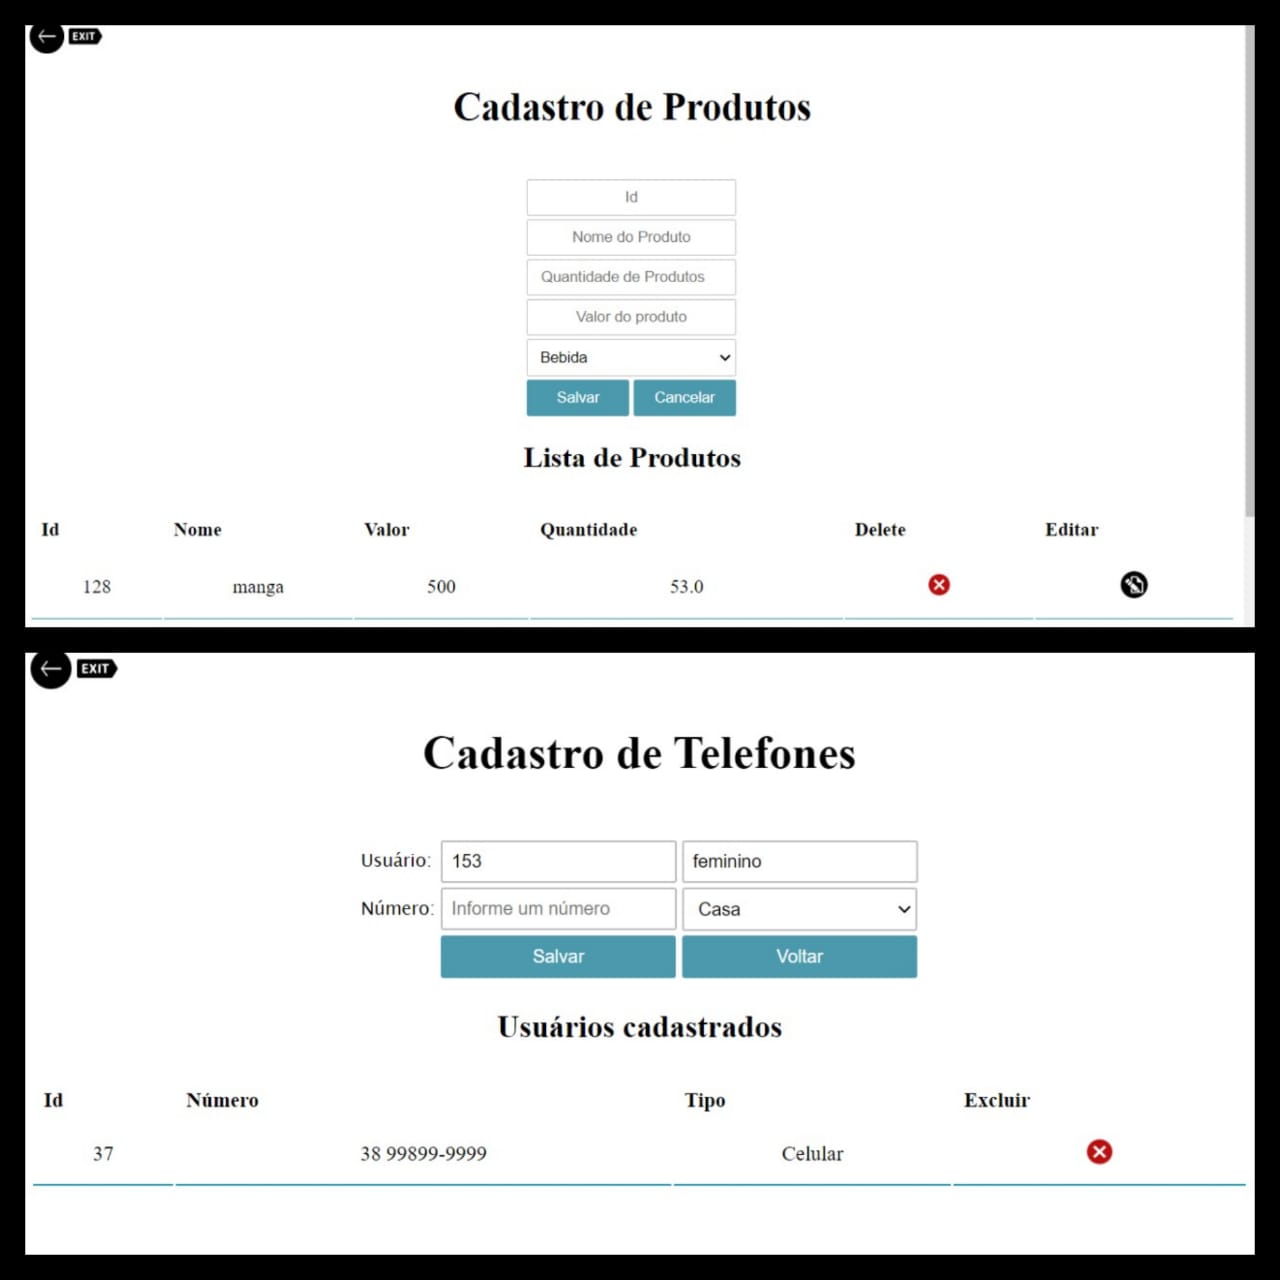 EXIT
Cadastro de Produtos
Id
Nome do Produto
Quantidade de Produtos
Valor do produto
Bebida
Salvar Cancelar
Lista de Produtos
Id Nome Valor Quantidade Delete Editar
128 manga 500 53.0
EXIT
Cadastro de Telefones
Usuário: 153 feminino
Número: Informe um número Casa
Salvar Voltar
Usuários cadastrados
Id Número Tipo Excluir
37 38 99899-9999 Celular